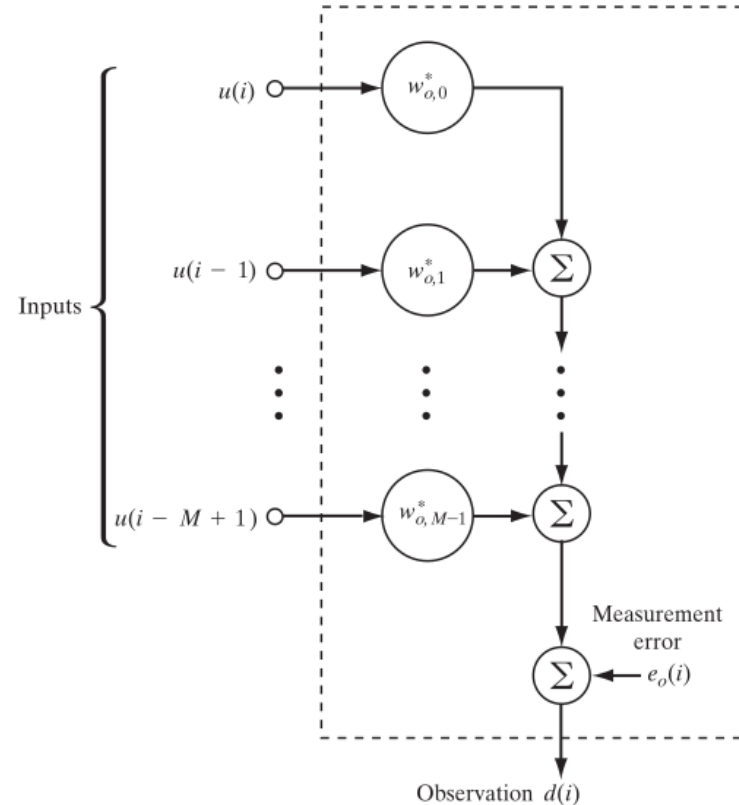 u(i)
w*o,0
u(i − 1)
w*o,1
Σ
Inputs
u(i − M + 1)
w*o,M−1
Σ
Measurement
error
Σ
eo(i)
Observation d(i)